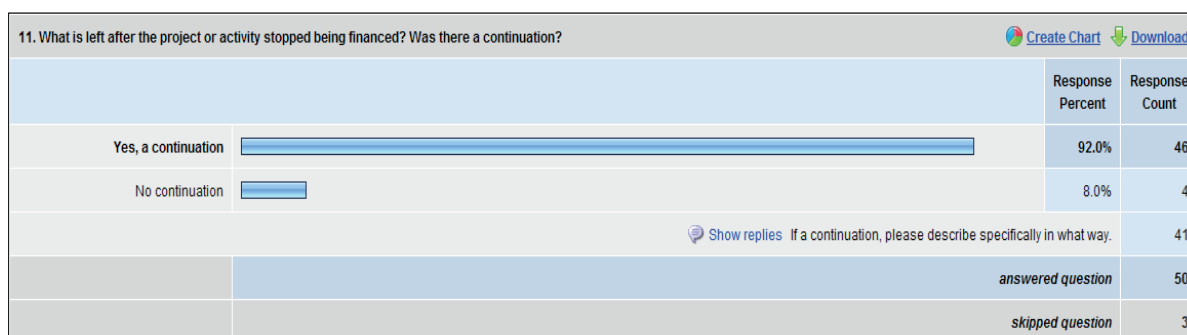 11. What is left after the project or activity stopped being financed? Was there a continuation? Create Chart Download
Response Percent Response Count
Yes, a continuation 92.0% 46
No continuation 8.0% 4
Show replies If a continuation, please describe specifically in what way. 41
answered question 50
skipped question 3